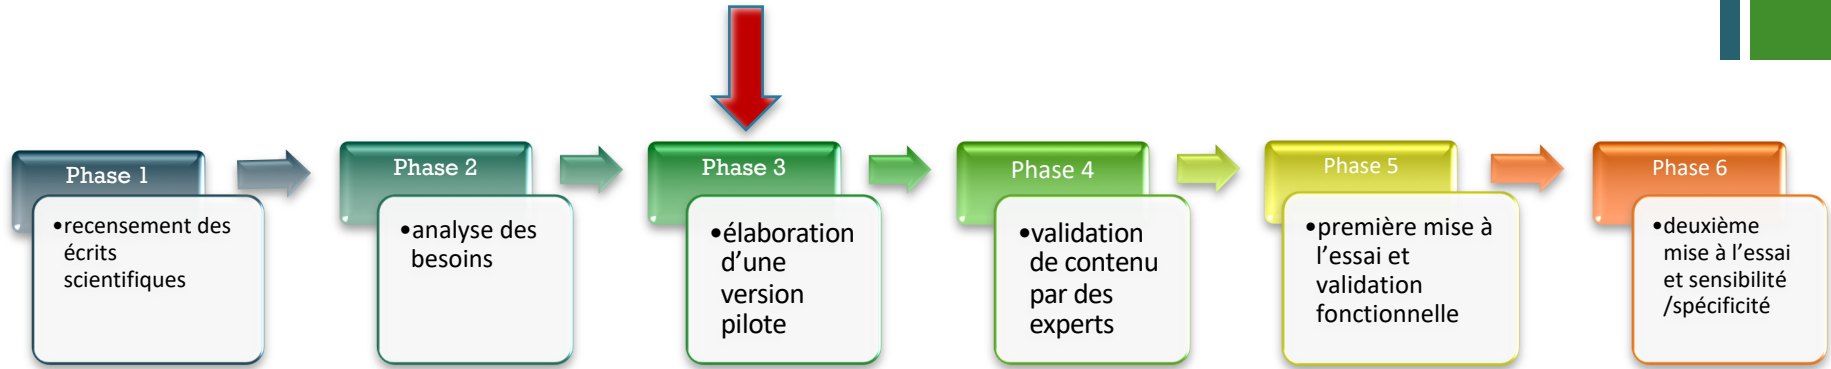 Phase 1
•recensement des
écrits
scientifiques
Phase 2
•analyse des
besoins
Phase 3
•élaboration
d’une
version
pilote
Phase 4
•validation
de contenu
par des
experts
Phase 5
•première mise à
l’essai et
validation
fonctionnelle
Phase 6
•deuxième
mise à l’essai
et sensibilité
/spécificité